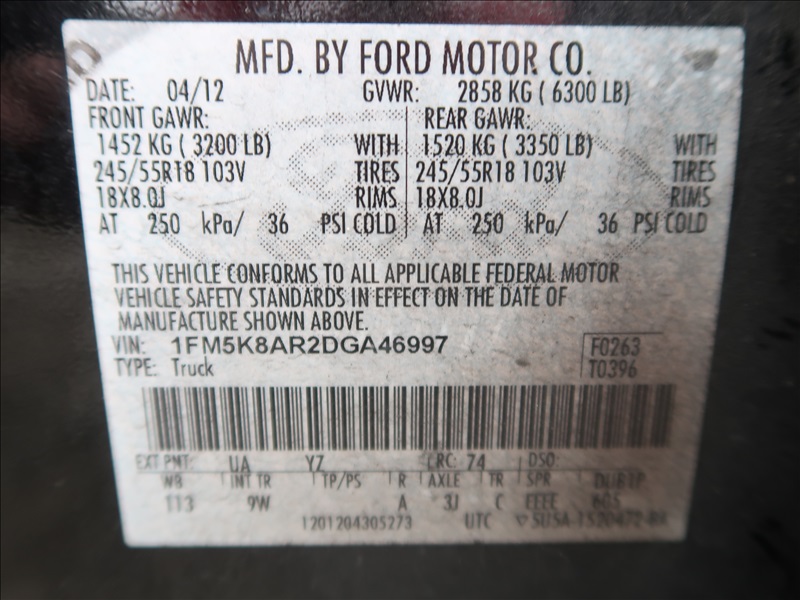 MFD. BY FORD MOTOR CO.
DATE: 04/12 GVWR: 2858 KG ( 6300 LB)
FRONT GAWR: REAR GAWR:
1452 KG ( 3200 LB) WITH 1520 KG ( 3350 LB) WITH
245/55R18 103V TIRES 245/55R18 103V TIRES
18X8.0J RIMS 18X8.0J RIMS
AT 250 kPa/ 36 PSI COLD AT 250 kPa/ 36 PSI COLD
THIS VEHICLE CONFORMS TO ALL APPLICABLE FEDERAL MOTOR
VEHICLE SAFETY STANDARDS IN EFFECT ON THE DATE OF
MANUFACTURE SHOWN ABOVE.
VIN: 1FM5K8AR2DGA46997 F0263
TYPE: Truck T0396
EXT PNT: UA YZ LRC: 74 DSO:
WB INT TR TP/PS R AXLE TR SPR
113 9W A 3J C EEEE
1201204305273 UTC